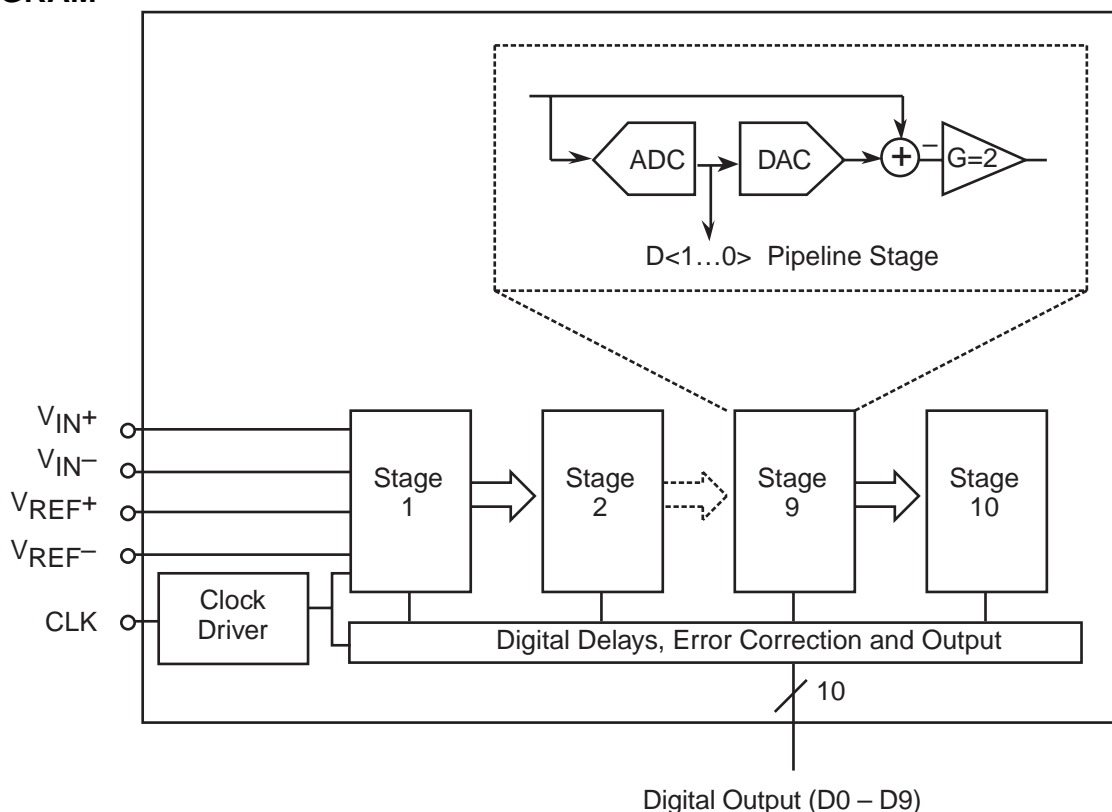 ADC
DAC
+
–
G=2
D<1…0> Pipeline Stage
VIN+
VIN–
VREF+
VREF–
CLK
Clock
Driver
Stage
1
Stage
2
Stage
9
Stage
10
Digital Delays, Error Correction and Output
10
Digital Output (D0 – D9)